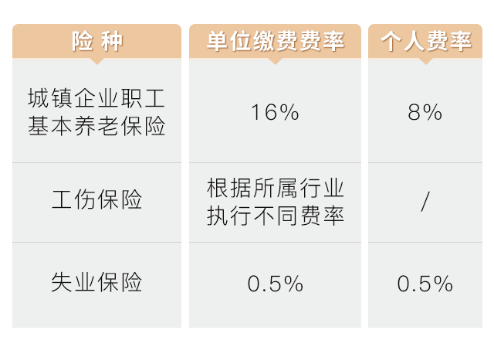 险种 单位缴费费率 个人费率
城镇企业职工
基本养老保险
16% 8%
工伤保险
根据所属行业
执行不同费率
/
失业保险 0.5% 0.5%